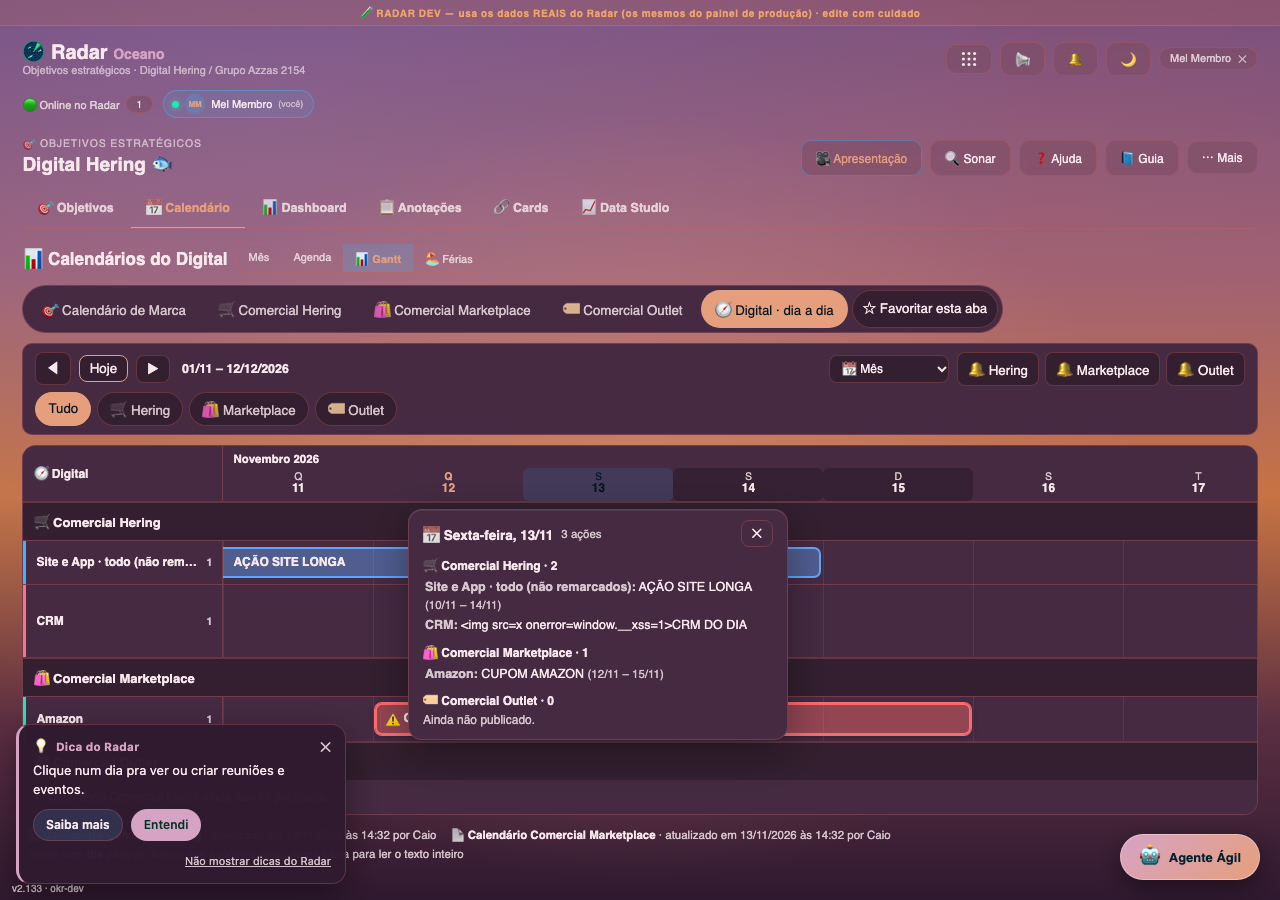 RADAR DEV — usa os dados REAIS do Radar (os mesmos do painel de produção) · edite com cuidado
Radar Oceano
Objetivos estratégicos · Digital Hering / Grupo Azzas 2154
Mel Membro ×
Online no Radar 1 MM Mel Membro (você)
OBJETIVOS ESTRATÉGICOS
Digital Hering
Apresentação Sonar Ajuda Guia ··· Mais
Objetivos Calendário Dashboard Anotações Cards Data Studio
Calendários do Digital Mês Agenda Gantt Férias
Calendário de Marca Comercial Hering Comercial Marketplace Comercial Outlet Digital · dia a dia ☆ Favoritar esta aba
◀ Hoje ▶ 01/11 – 12/12/2026 Mês Hering Marketplace Outlet
Tudo Hering Marketplace Outlet
Digital
Novembro 2026
Q Q S S D S T
11 12 13 14 15 16 17
Comercial Hering
Site e App · todo (não rem... 1 AÇÃO SITE LONGA
CRM 1
Comercial Marketplace
Amazon 1
Sexta-feira, 13/11 3 ações ✕
Comercial Hering · 2
Site e App · todo (não remarcados): AÇÃO SITE LONGA
(10/11 – 14/11)
CRM: <img src=x onerror=window.__xss=1>CRM DO DIA
Comercial Marketplace · 1
Amazon: CUPOM AMAZON (12/11 – 15/11)
Comercial Outlet · 0
Ainda não publicado.
Dica do Radar ✕
Clique num dia pra ver ou criar reuniões e
eventos.
Saiba mais Entendi
Não mostrar dicas do Radar
às 14:32 por Caio Calendário Comercial Marketplace · atualizado em 13/11/2026 às 14:32 por Caio
para ler o texto inteiro
Agente Ágil
v2.133 · okr-dev